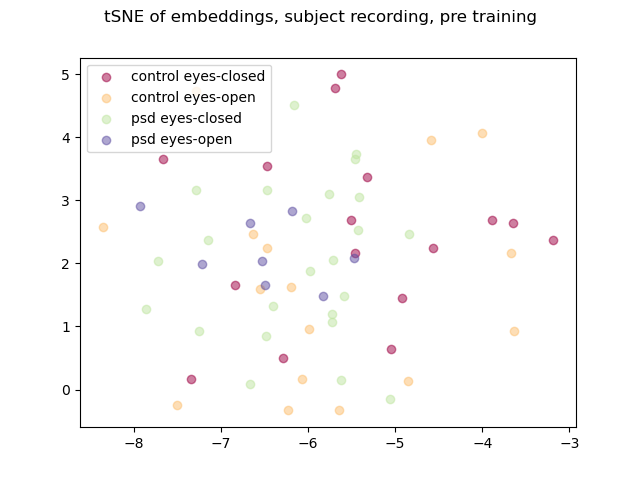 tSNE of embeddings, subject recording, pre training
control eyes-closed
control eyes-open
psd eyes-closed
psd eyes-open
5
4
3
2
1
0
−8 −7 −6 −5 −4 −3